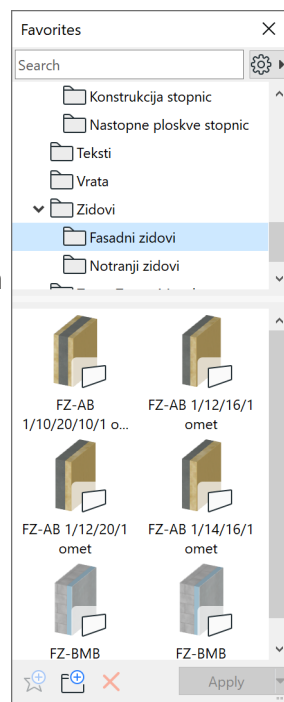 Favorites
Search
Konstrukcija stopnic
Nastopne ploskve stopnic
Teksti
Vrata
Zidovi
Fasadni zidovi
Notranji zidovi
FZ-AB
1/10/20/10/1 o...
FZ-AB 1/12/16/1
omet
FZ-AB 1/12/20/1
omet
FZ-AB 1/14/16/1
omet
FZ-BMB
FZ-BMB
Apply